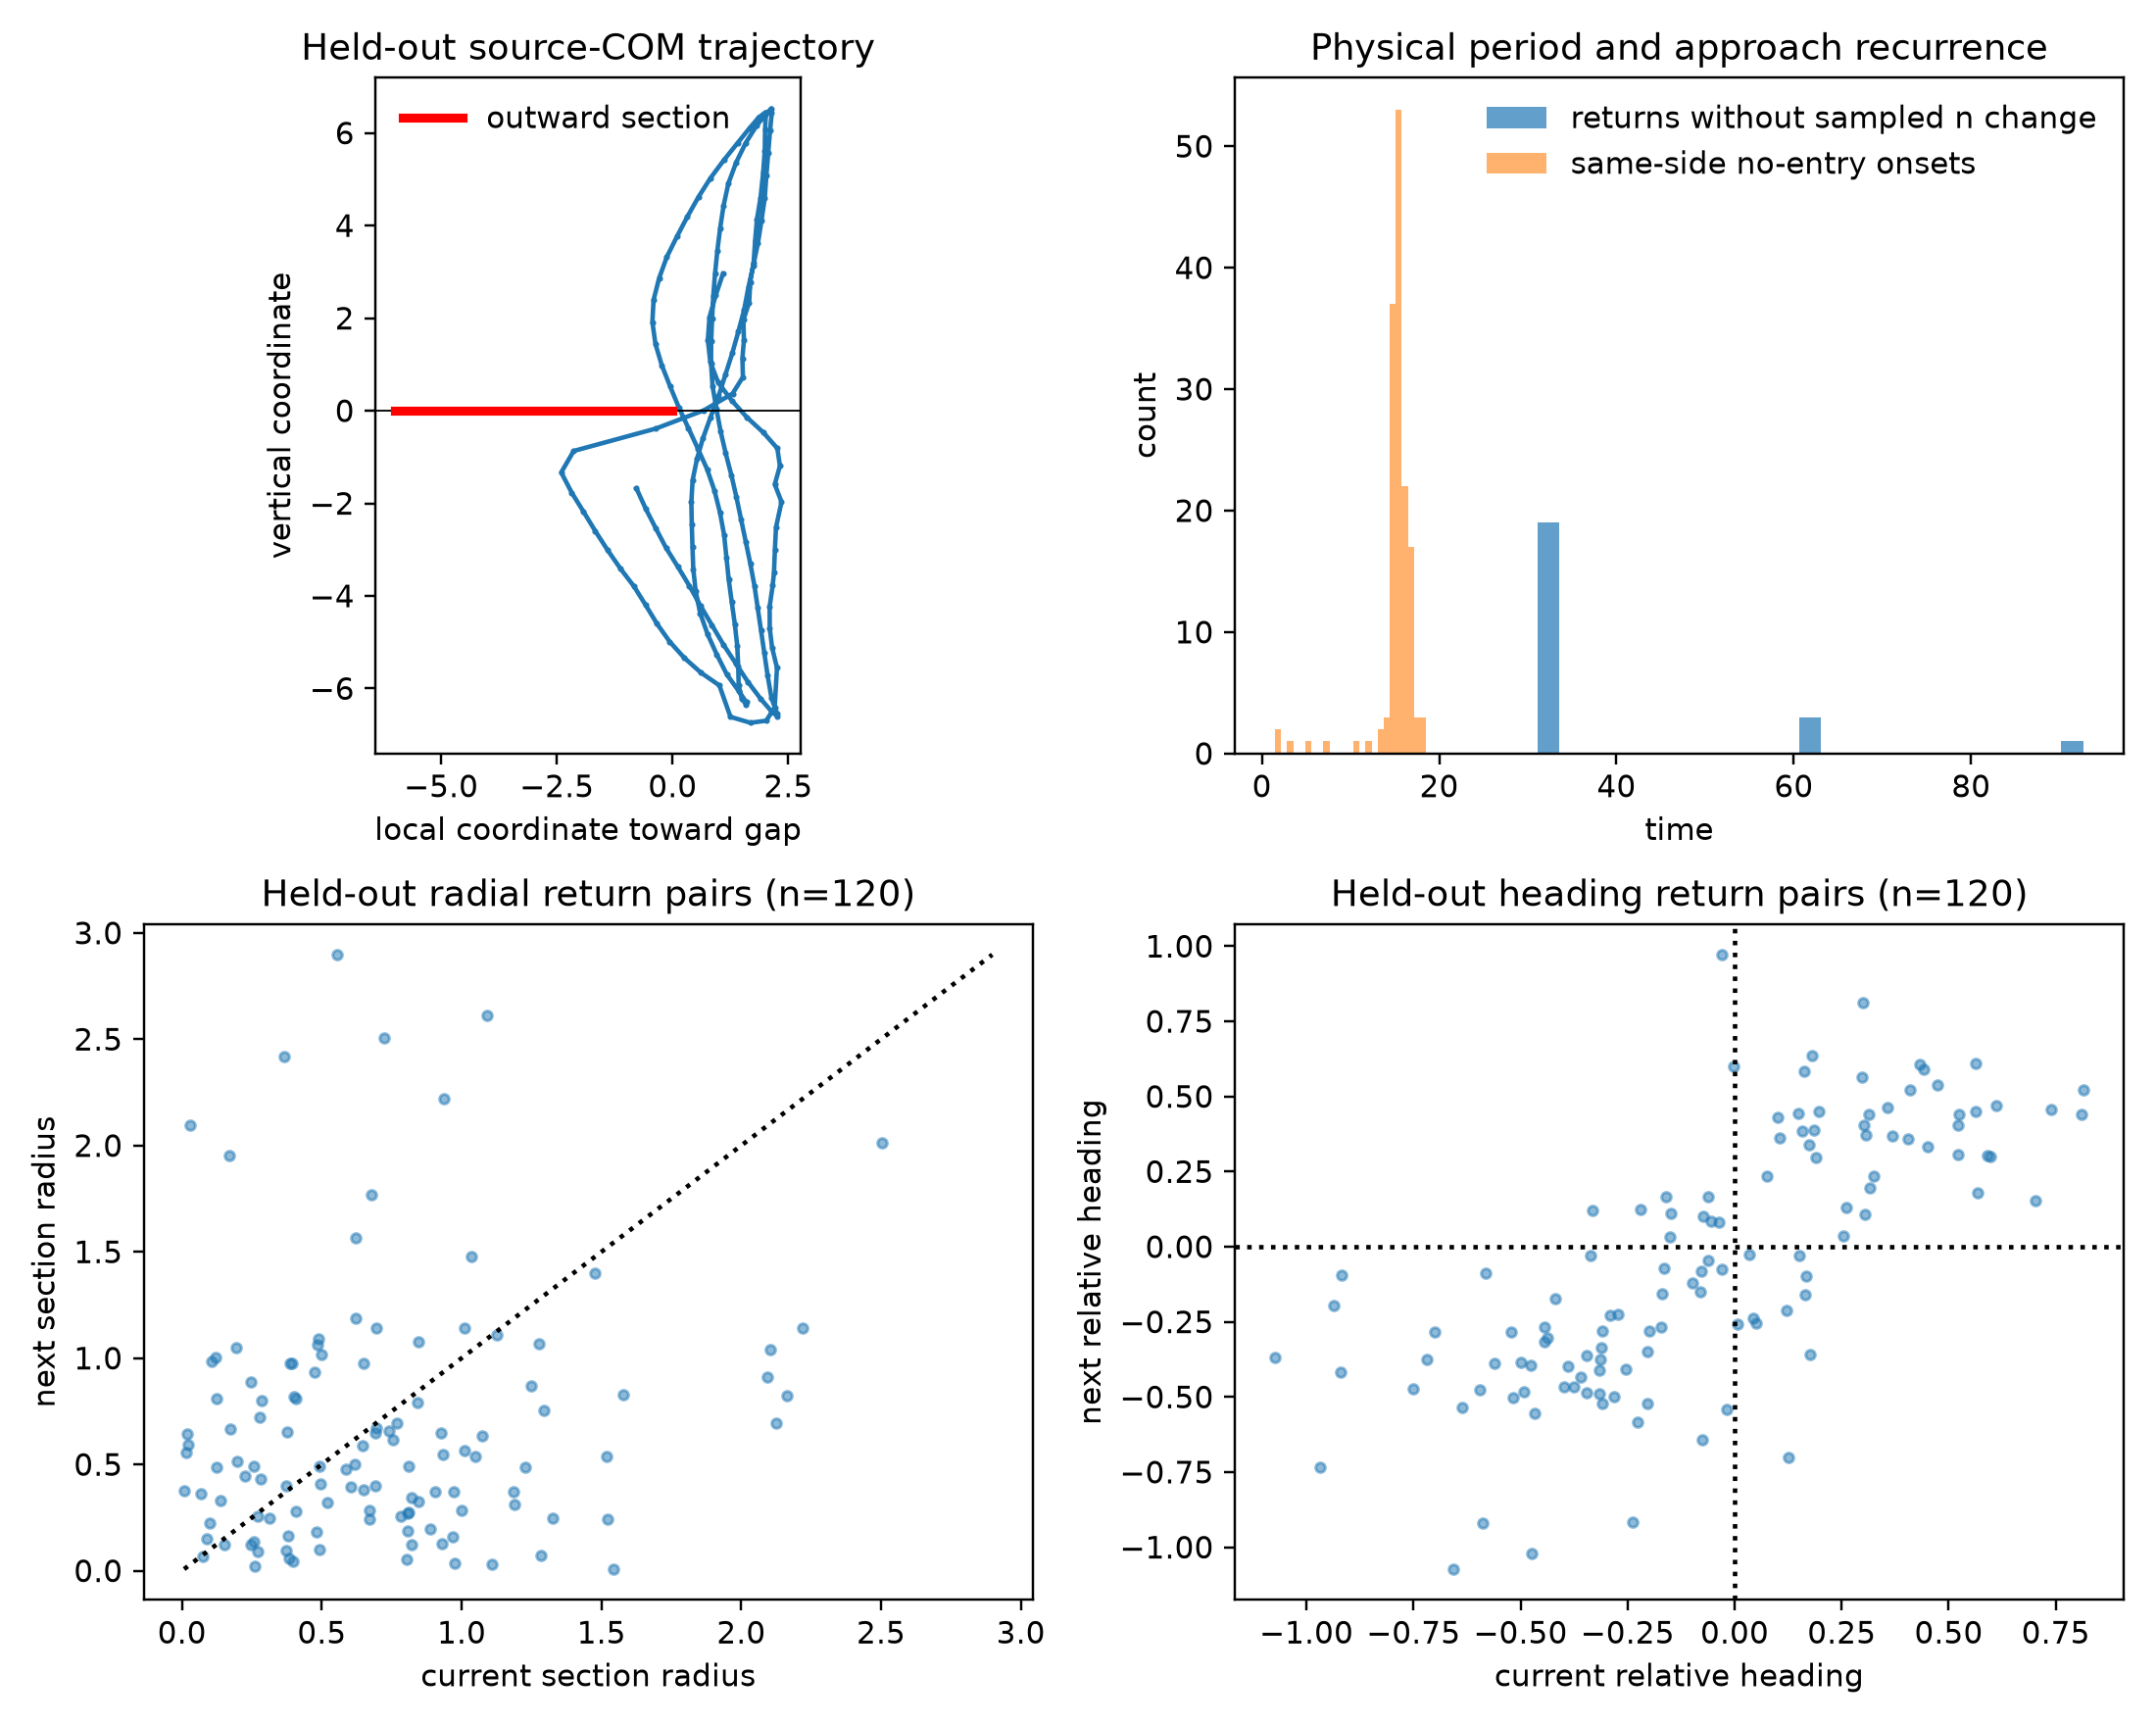 Held-out source-COM trajectory
outward section
6
4
2
0
−2
−4
−6
vertical coordinate
−5.0 −2.5 0.0 2.5
local coordinate toward gap
Physical period and approach recurrence
returns without sampled n change
same-side no-entry onsets
50
40
30
20
10
0
count
0 20 40 60 80
time
Held-out radial return pairs (n=120)
3.0
2.5
2.0
1.5
1.0
0.5
0.0
next section radius
0.0 0.5 1.0 1.5 2.0 2.5 3.0
current section radius
Held-out heading return pairs (n=120)
1.00
0.75
0.50
0.25
0.00
−0.25
−0.50
−0.75
−1.00
next relative heading
−1.00 −0.75 −0.50 −0.25 0.00 0.25 0.50 0.75
current relative heading